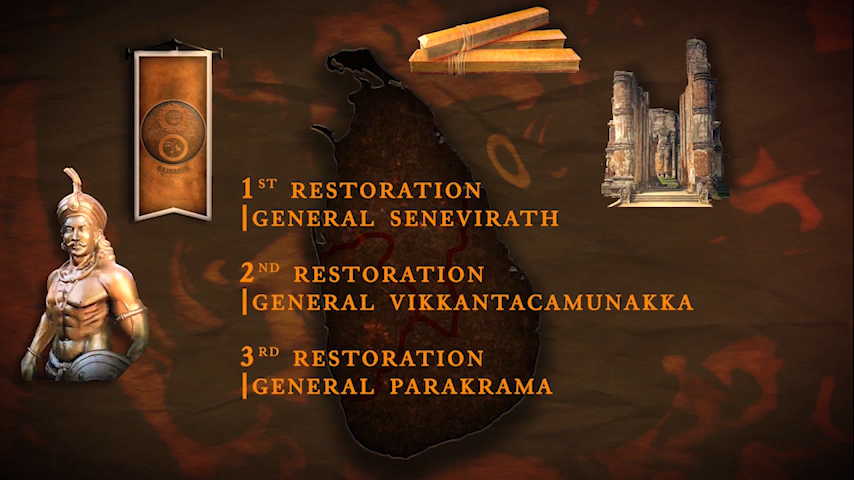 1ST RESTORATION
|GENERAL SENEVIRATH
2ND RESTORATION
|GENERAL VIKKANTACAMUNAKKA
3RD RESTORATION
|GENERAL PARAKRAMA